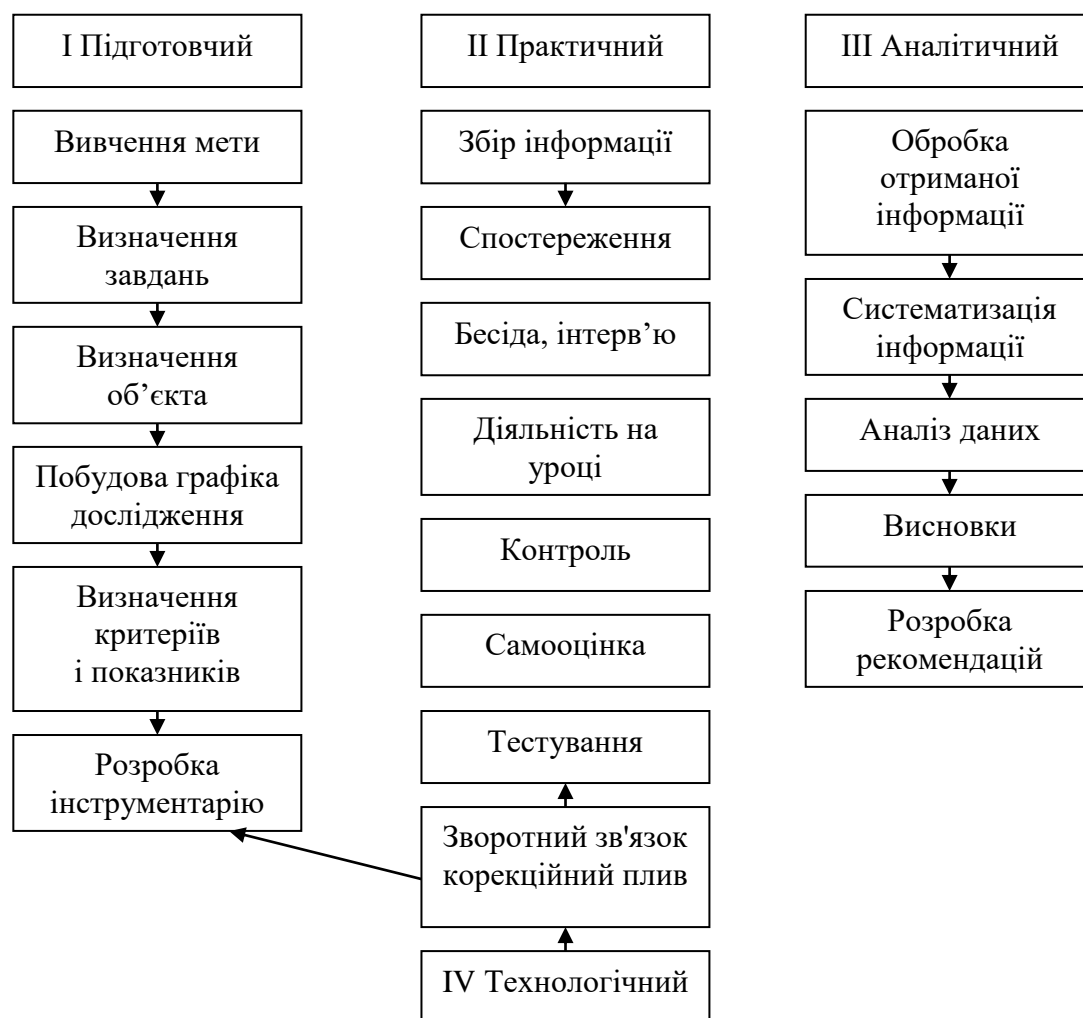 І Підготовчий
Вивчення мети
Визначення
завдань
Визначення
об’єкта
Побудова графіка
дослідження
Визначення
критеріїв
і показників
Розробка
інструментарію
ІІ Практичний
Збір інформації
Спостереження
Бесіда, інтерв’ю
Діяльність на
уроці
Контроль
Самооцінка
Тестування
Зворотний зв'язок
корекційний плив
IV Технологічний
ІІІ Аналітичний
Обробка
отриманої
інформації
Систематизація
інформації
Аналіз даних
Висновки
Розробка
рекомендацій